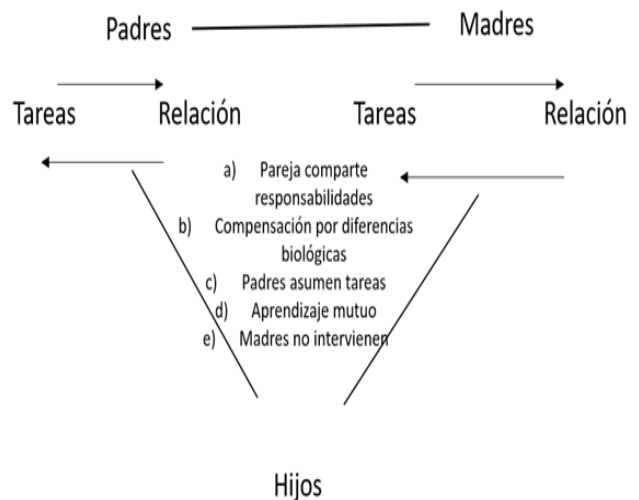 Padres Madres
Tareas Relación Tareas Relación
a) Pareja comparte
responsabilidades
b) Compensación por diferencias
biológicas
c) Padres asumen tareas
d) Aprendizaje mutuo
e) Madres no intervienen
Hijos